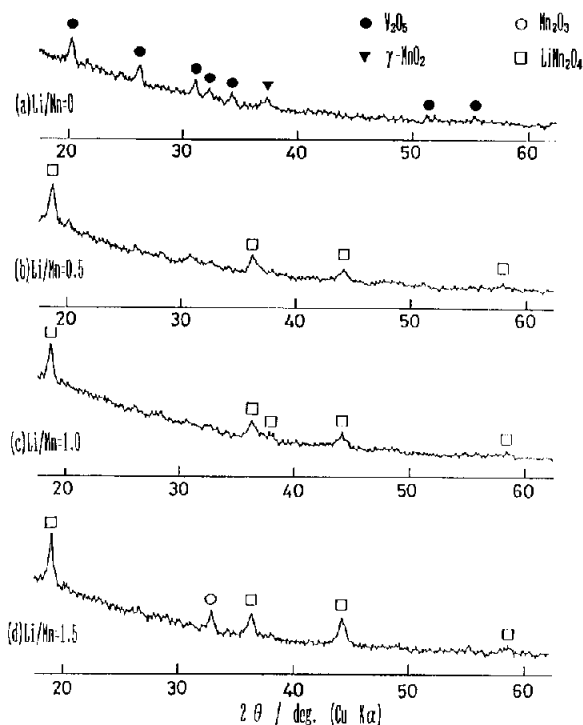 ● V₂O₅ ○ Mn₂O₃
▼ γ-MnO₂ □ LiMn₂O₄
(a)Li/Mn=0
20 30 40 50 60
(b)Li/Mn=0.5
20 30 40 50 60
(c)Li/Mn=1.0
20 30 40 50 60
(d)Li/Mn=1.5
20 30 40 50 60
2 θ / deg. (Cu Kα)